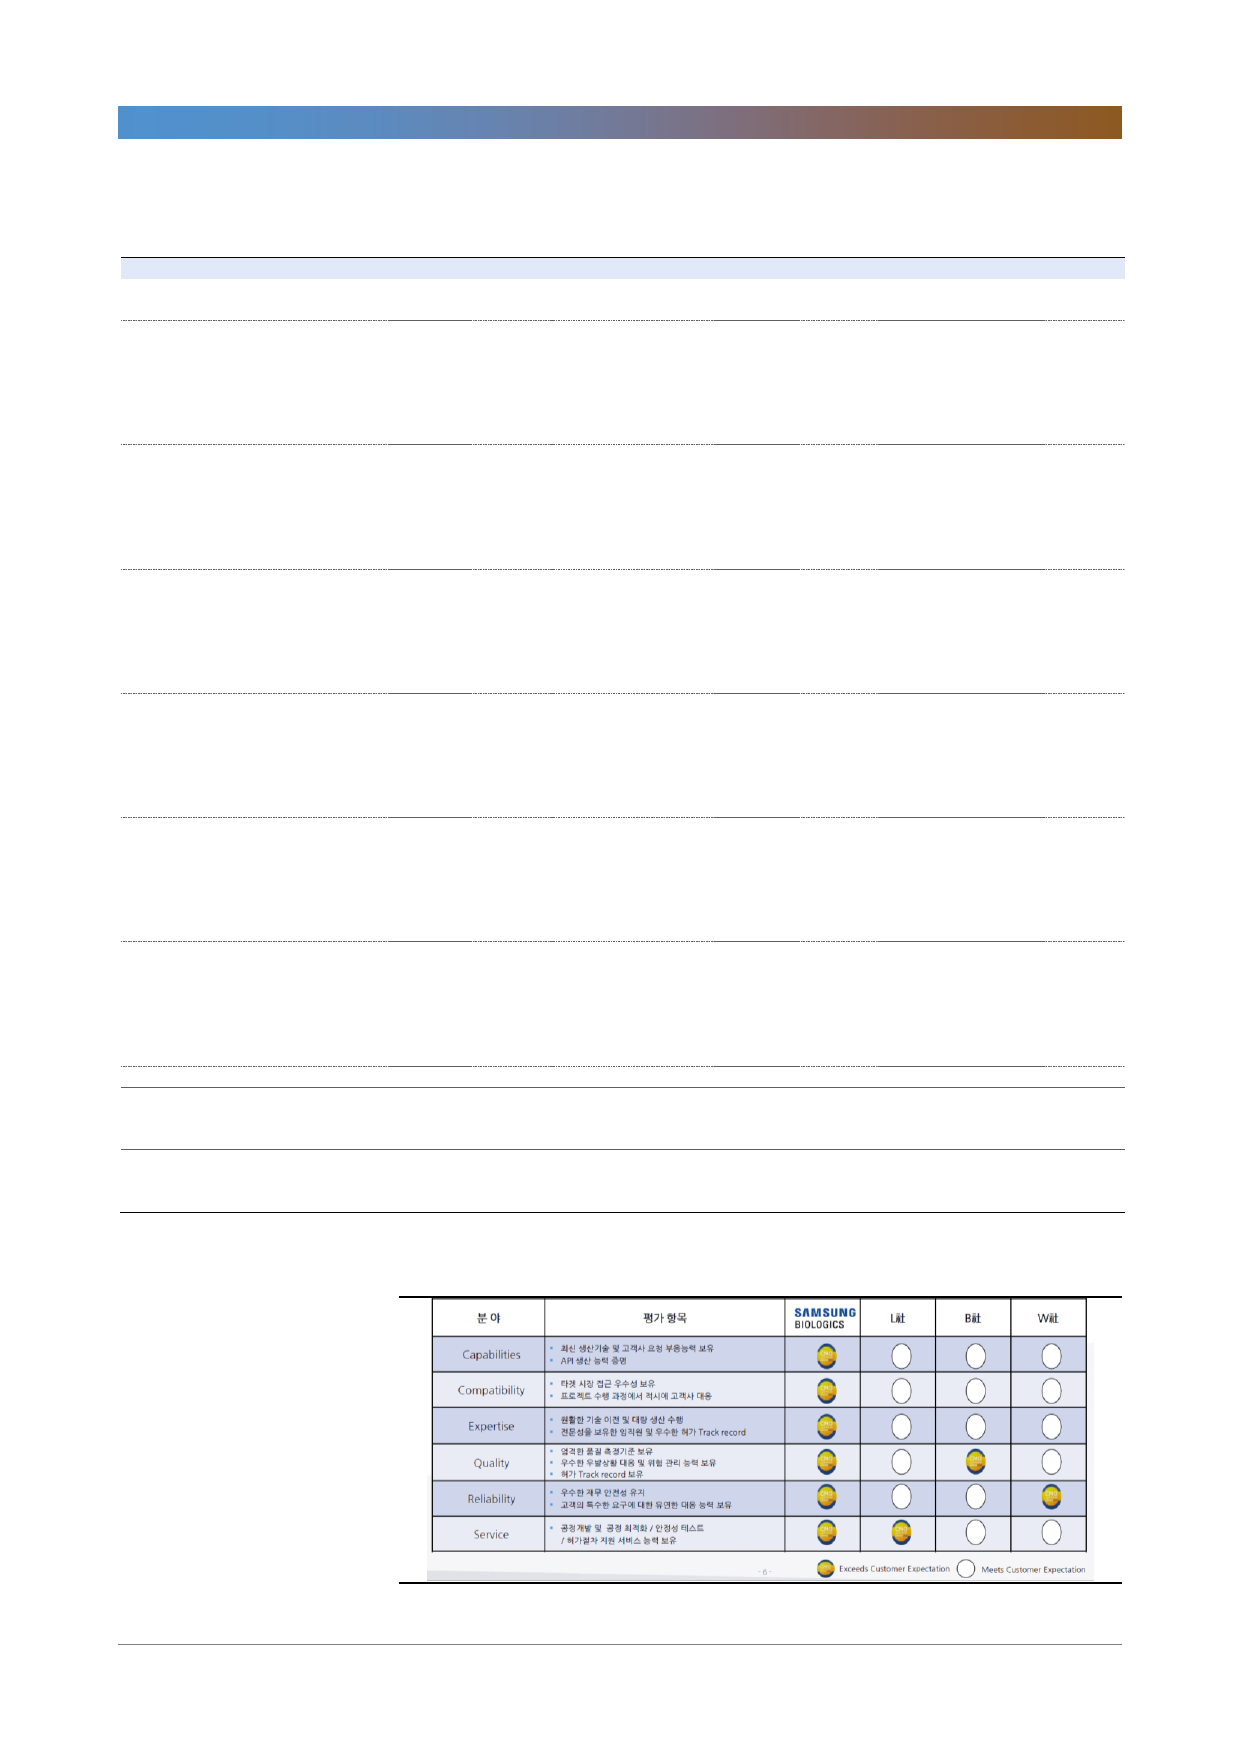 분 야 평가 항목 SAMSUNG BIOLOGICS L社 B社 W社
Capabilities
• 최신 생산기술 및 고객사 요청 부응능력 보유
• API 생산 능력 증명
Compatibility
• 타겟 시장 접근 우수성 보유
• 프로젝트 수행 과정에서 적시에 고객사 대응
Expertise
• 원활한 기술 이전 및 대량 생산 수행
• 전문성을 보유한 임직원 및 우수한 허가 Track record
Quality
• 엄격한 품질 측정기준 보유
• 우수한 우발상황 대응 및 위험 관리 능력 보유
• 허가 Track record 보유
Reliability
• 우수한 재무 안전성 유지
• 고객의 특수한 요구에 대한 유연한 대응 능력 보유
Service
• 공정개발 및 공정 최적화 / 안정성 테스트
/ 허가절차 지원 서비스 능력 보유
- 6 -
Exceeds Customer Expectation Meets Customer Expectation